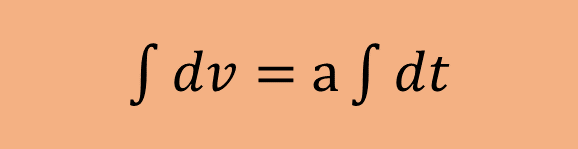 ∫ dv = a ∫ dt